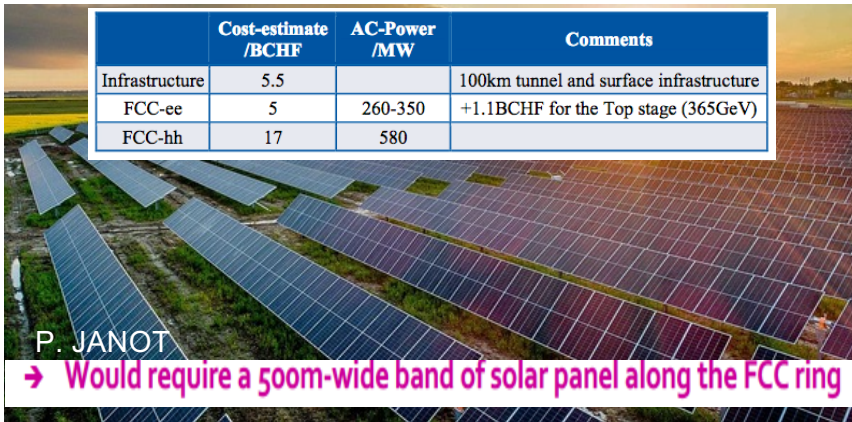 Cost-estimate /BCHF AC-Power /MW Comments
Infrastructure 5.5 100km tunnel and surface infrastructure
FCC-ee 5 260-350 +1.1BCHF for the Top stage (365GeV)
FCC-hh 17 580
P. JANOT
➔ Would require a 500m-wide band of solar panel along the FCC ring